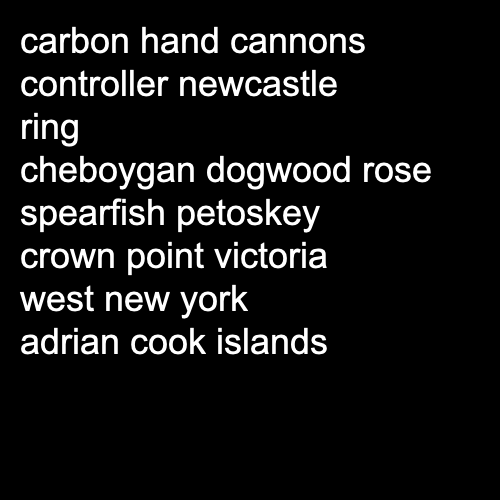 carbon hand cannons
controller newcastle
ring
cheboygan dogwood rose
spearfish petoskey
crown point victoria
west new york
adrian cook islands